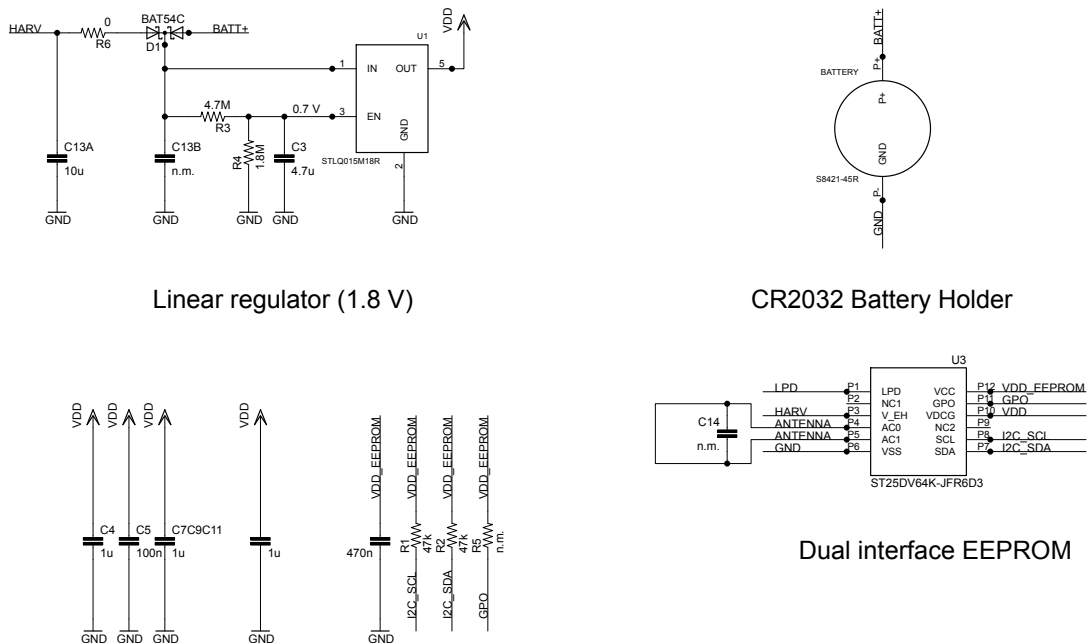 HARV
0
R6
BAT54C
D1
BATT+
U1
VDD
1
IN
OUT
5
4.7M
R3
0.7 V
3
EN
GND
2
STLQ015M18R
C13A
10u
C13B
n.m.
R4
1.8M
C3
4.7u
GND
GND
GND
GND
GND
Linear regulator (1.8 V)
BATT+
P+
BATTERY
P+
GND
S8421-45R
P-
GND
CR2032 Battery Holder
VDD
VDD
VDD
VDD
C4
1u
C5
100n
C7C9C11
1u
1u
GND
GND
GND
GND
VDD_EEPROM
VDD_EEPROM
VDD_EEPROM
VDD_EEPROM
470n
R1
47k
R2
47k
R5
n.m.
GND
I2C_SCL
I2C_SDA
GPO
U3
LPD P1 LPD VCC P12 VDD_EEPROM
P2 NC1 GPO P11 GPO
HARV P3 V_EH VDCG P10 VDD
ANTENNA P4 AC0 NC2 P9
ANTENNA P5 AC1 SCL P8 I2C_SCL
GND P6 VSS SDA P7 I2C_SDA
C14
n.m.
ST25DV64K-JFR6D3
Dual interface EEPROM